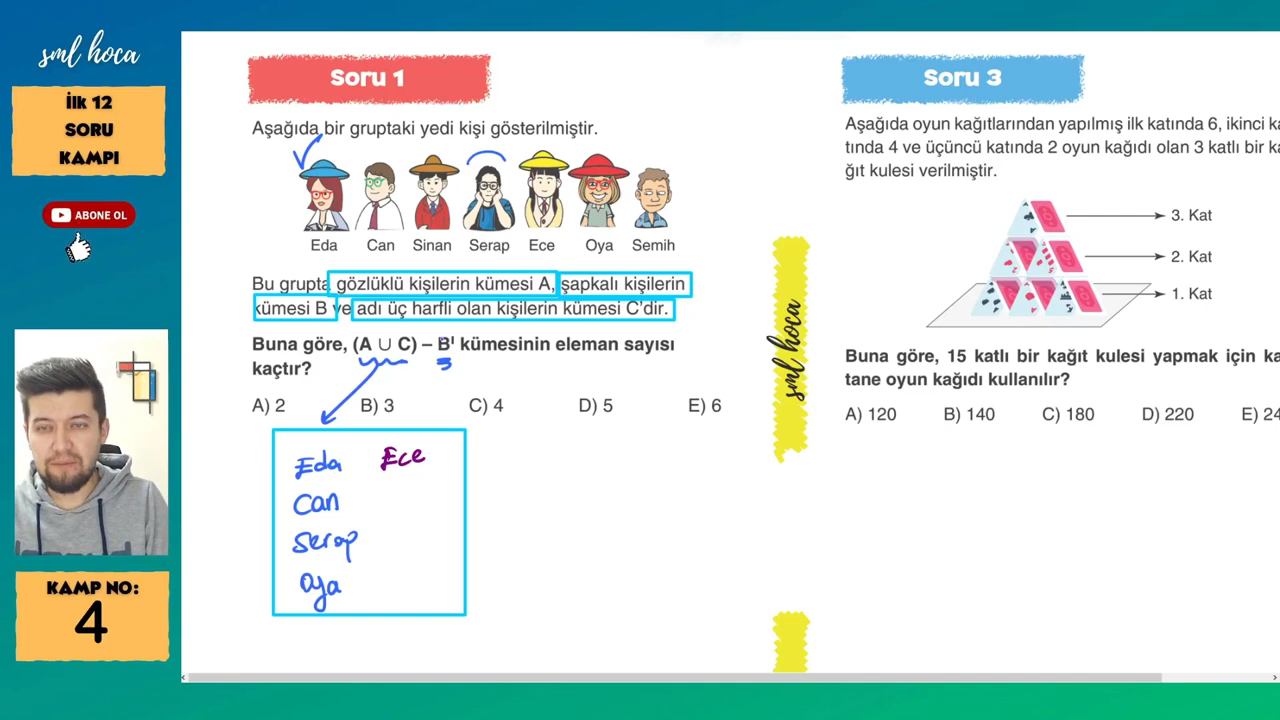 sml hoca
İlk 12
SORU
KAMPI
ABONE OL
KAMP NO:
4
Soru 1
Aşağıda bir gruptaki yedi kişi gösterilmiştir.
Eda Can Sinan Serap Ece Oya Semih
Bu grupta gözlüklü kişilerin kümesi A, şapkalı kişilerin
kümesi B ve adı üç harfli olan kişilerin kümesi C'dir.
Buna göre, (A ∪ C) – B' kümesinin eleman sayısı
kaçtır?
A) 2 B) 3 C) 4 D) 5 E) 6
Eda Ece
Can
Serap
Oya
sml hoca
Soru 3
Aşağıda oyun kağıtlarından yapılmış ilk katında 6, ikinci ka
tında 4 ve üçüncü katında 2 oyun kağıdı olan 3 katlı bir ka
ğıt kulesi verilmiştir.
3. Kat
2. Kat
1. Kat
Buna göre, 15 katlı bir kağıt kulesi yapmak için ka
tane oyun kağıdı kullanılır?
A) 120 B) 140 C) 180 D) 220 E) 24